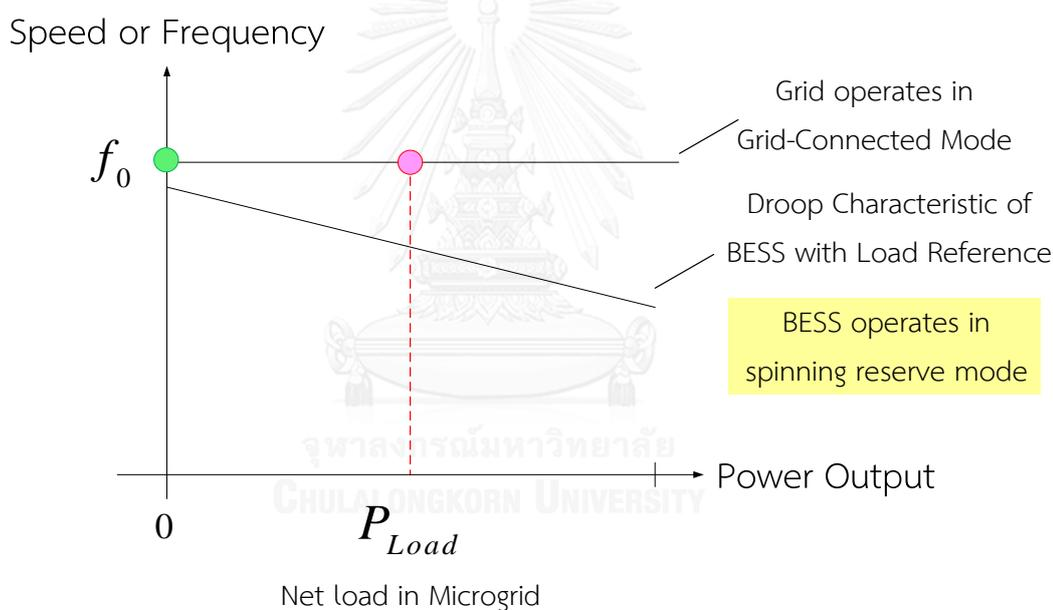 Speed or Frequency
Grid operates in
Grid-Connected Mode
f0
Droop Characteristic of
BESS with Load Reference
BESS operates in
spinning reserve mode
จุฬาลงกรณ์มหาวิทยาลัย
CHULALONGKORN UNIVERSITY
Power Output
0
PLoad
Net load in Microgrid